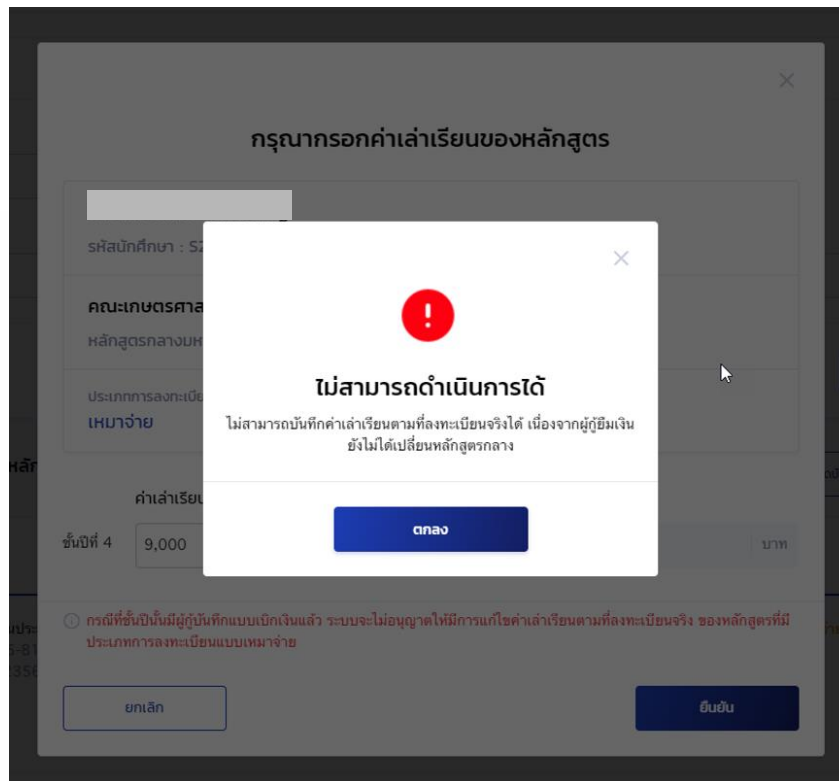 กรุณากรอกค่าเล่าเรียนของหลักสูตร
รหัสนักศึกษา : S2
คณะเกษตรศาส
หลักสูตรกลางมห
ประเภทการลงทะเบีย
เหมาจ่าย
ไม่สามารถดำเนินการได้
ไม่สามารถบันทึกค่าเล่าเรียนตามที่ลงทะเบียนจริงได้ เนื่องจากผู้กู้ยืมเงิน
ยังไม่ได้เปลี่ยนหลักสูตรกลาง
ตกลง
ค่าเล่าเรียน
ชั้นปีที่ 4 9,000 บาท
กรณีที่ชั้นปีนั้นมีผู้กู้บันทึกแบบเบิกเงินแล้ว ระบบจะไม่อนุญาตให้มีการแก้ไขค่าเล่าเรียนตามที่ลงทะเบียนจริง ของหลักสูตรที่มี
ประเภทการลงทะเบียนแบบเหมาจ่าย
ยกเลิก ยืนยัน